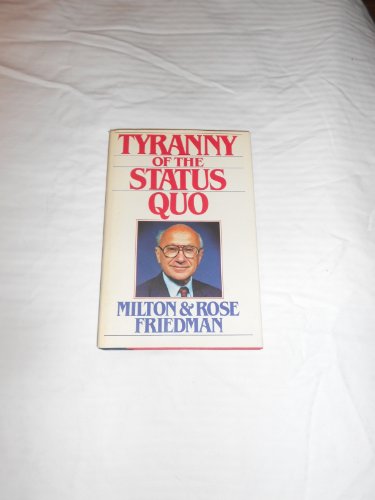 TYRANNY
OF THE
STATUS
QUO
MILTON & ROSE
FRIEDMAN